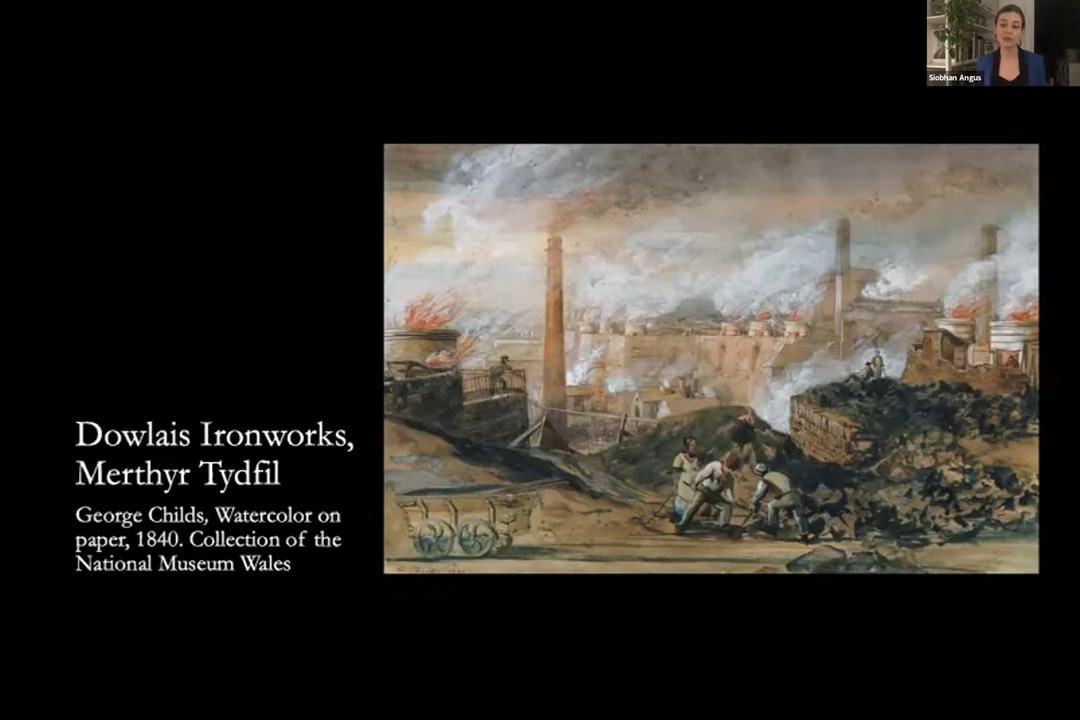 Siobhan Angus
Dowlais Ironworks,
Merthyr Tydfil
George Childs, Watercolor on
paper, 1840. Collection of the
National Museum Wales